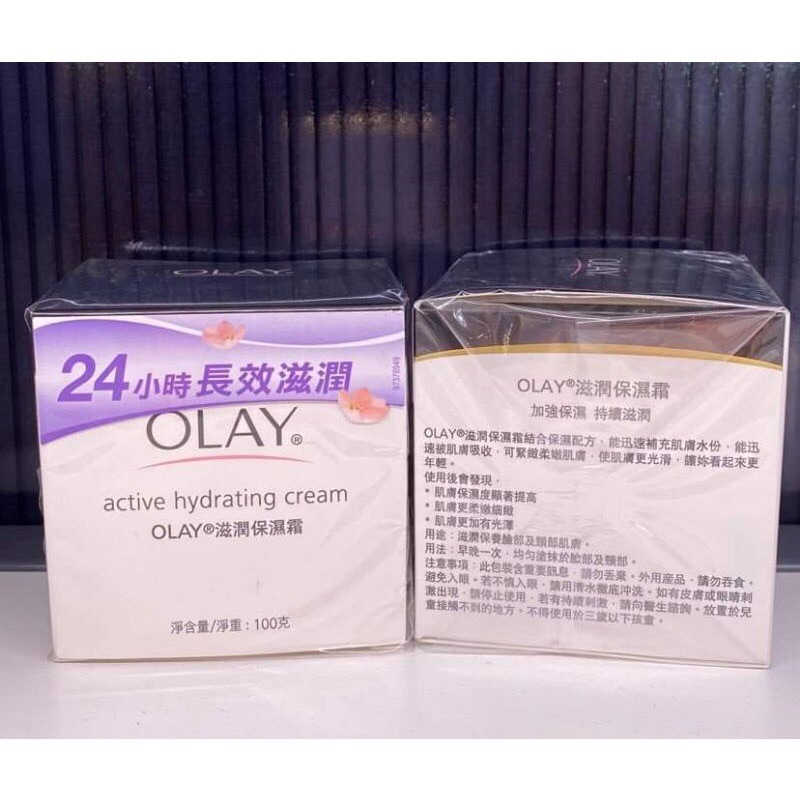 OLAY
24小時長效滋潤
97378949
OLAY®
active hydrating cream
OLAY®滋潤保濕霜
淨含量/淨重：100克
OLAY
OLAY®滋潤保濕霜
加強保濕 持續滋潤
OLAY®滋潤保濕霜結合保濕配方，能迅速補充肌膚水份，能迅
速被肌膚吸收，可緊緻柔嫩肌膚，使肌膚更光滑，讓妳看起來更
年輕。
使用後會發現，
* 肌膚保濕度顯著提高
* 肌膚更柔嫩細緻
* 肌膚更加有光澤
用途：滋潤保養臉部及頸部肌膚。
用法：早晚一次，均勻塗抹於臉部及頸部。
注意事項：此包裝含重要訊息，請勿丟棄。外用產品，請勿吞食。
避免入眼。若不慎入眼，請用清水徹底沖洗。如有皮膚或眼睛刺
激出現，請停止使用，若有持續刺激，請向醫生諮詢。放置於兒
童接觸不到的地方。不得使用於三歲以下孩童。